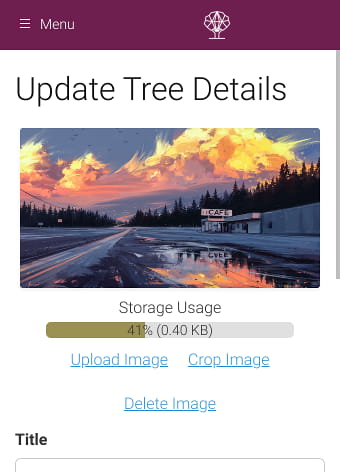 Menu
Update Tree Details
CAFE
Storage Usage
41% (0.40 KB)
Upload Image Crop Image
Delete Image
Title